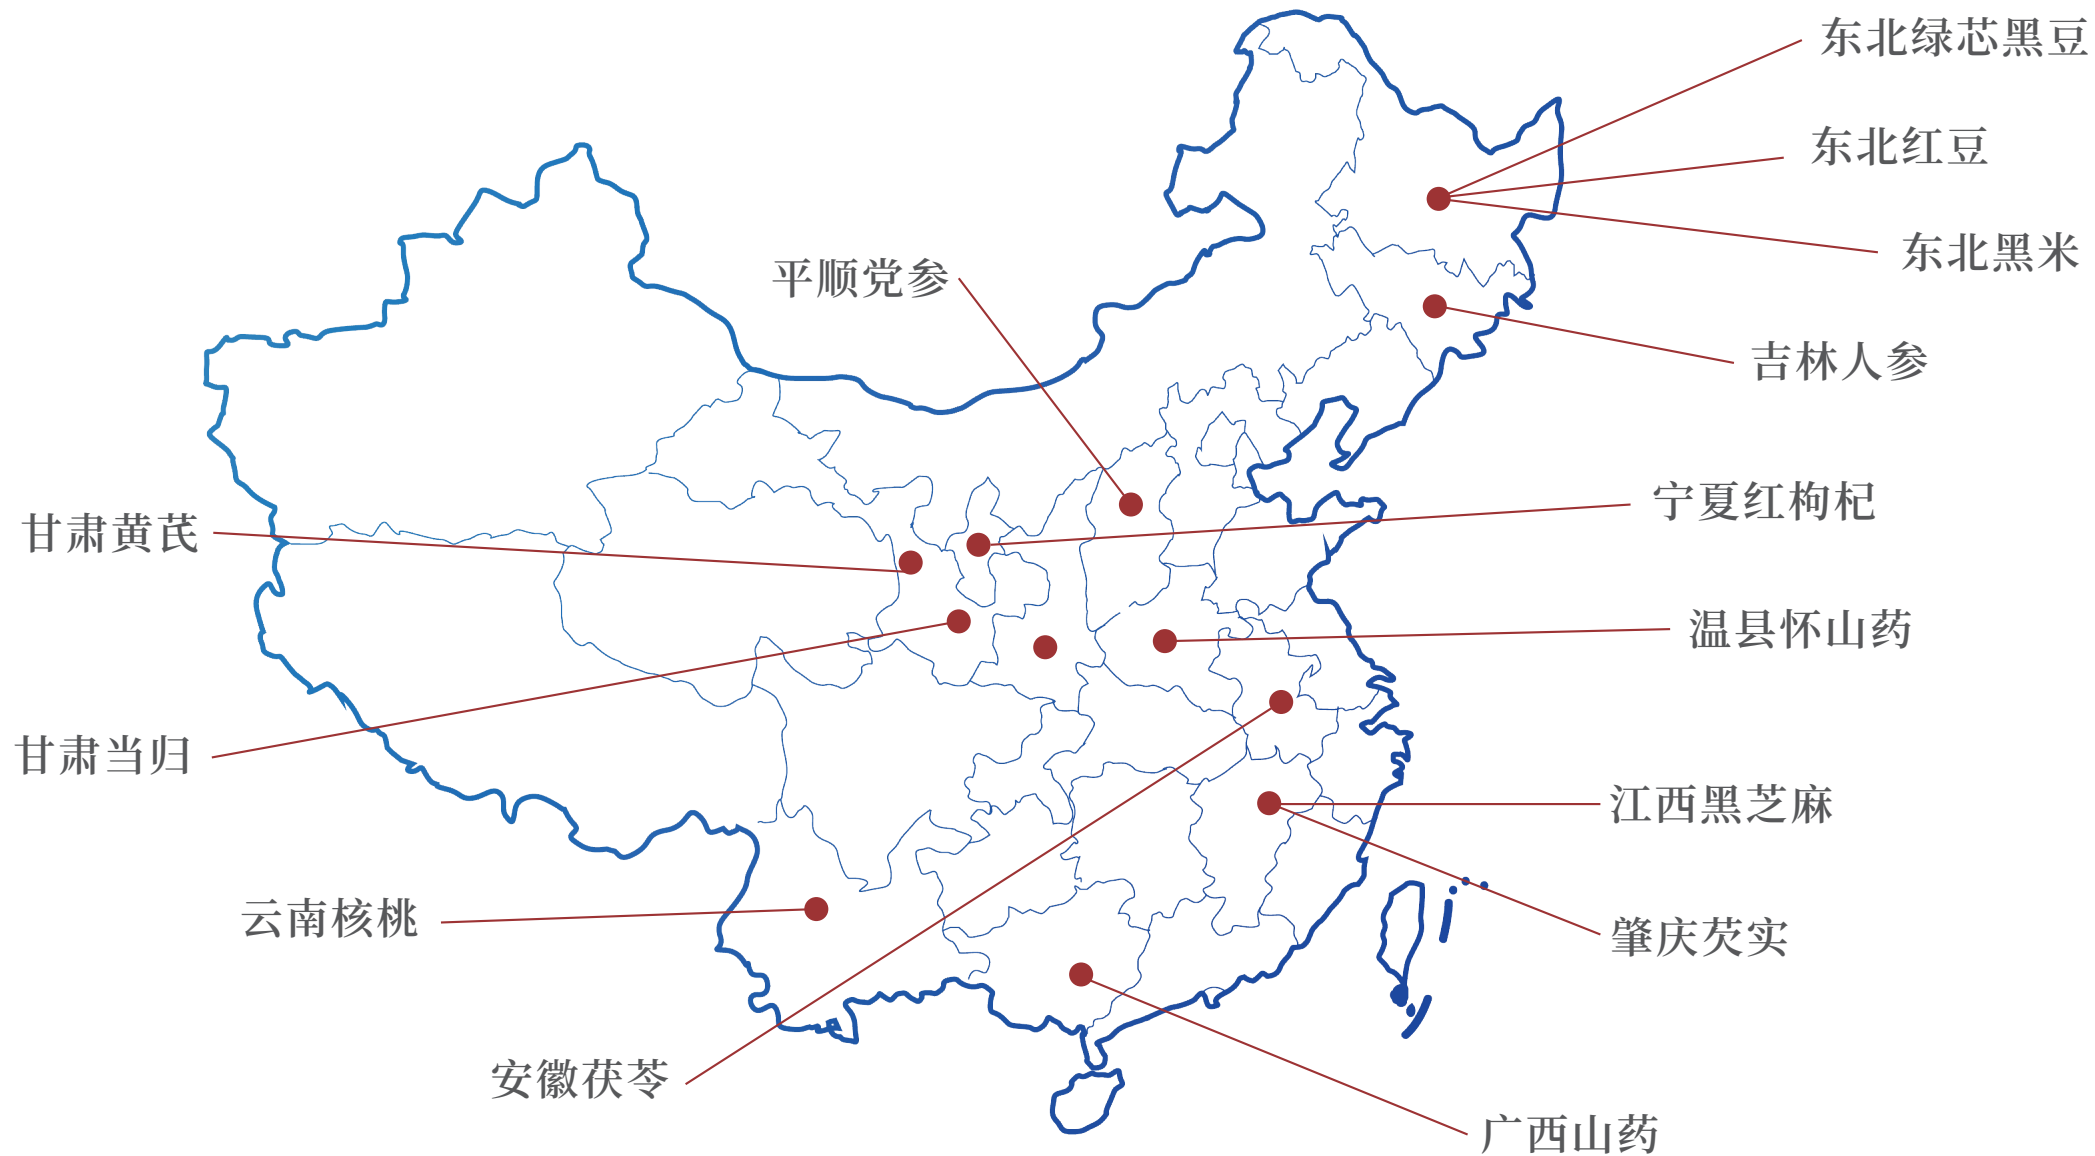 东北绿芯黑豆
东北红豆
东北黑米
平顺党参
吉林人参
宁夏红枸杞
甘肃黄芪
温县怀山药
甘肃当归
江西黑芝麻
云南核桃
肇庆芡实
安徽茯苓
广西山药